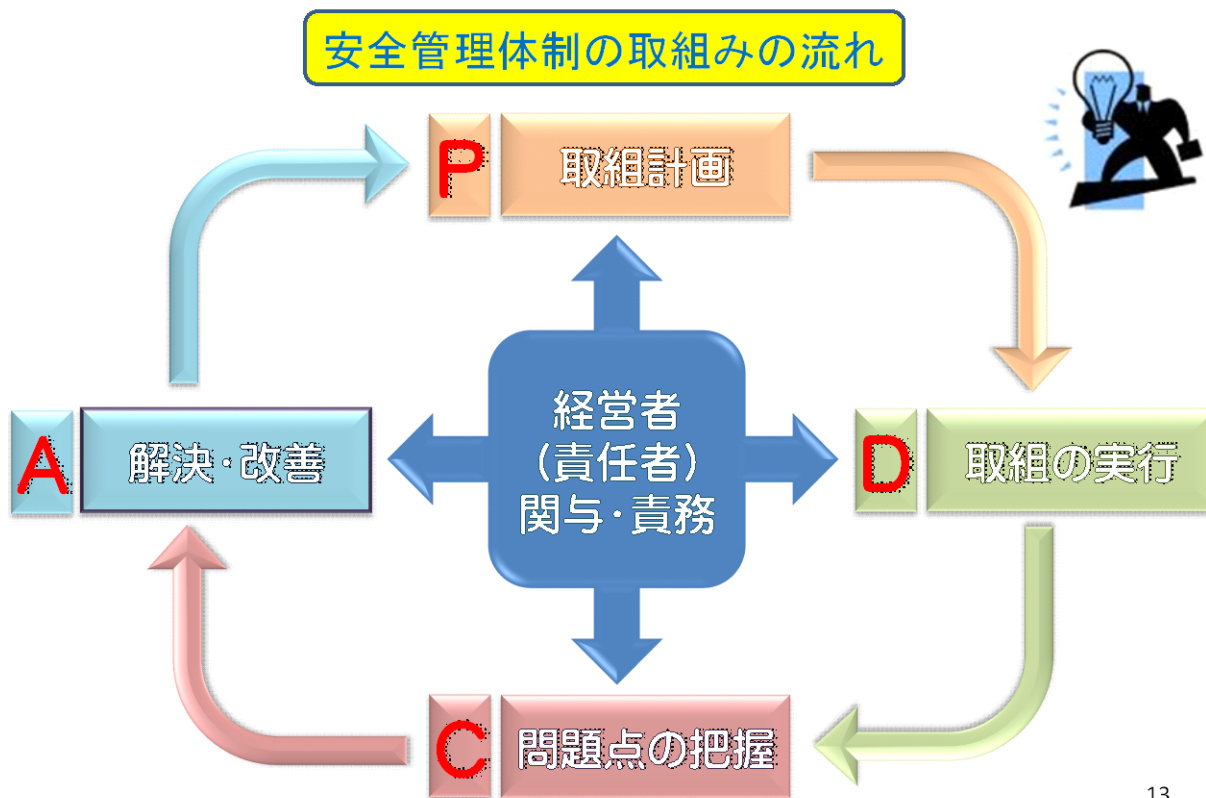 安全管理体制の取組みの流れ
P 取組計画
経営者
(責任者)
関与・責務
A 解決・改善
D 取組の実行
C 問題点の把握
13